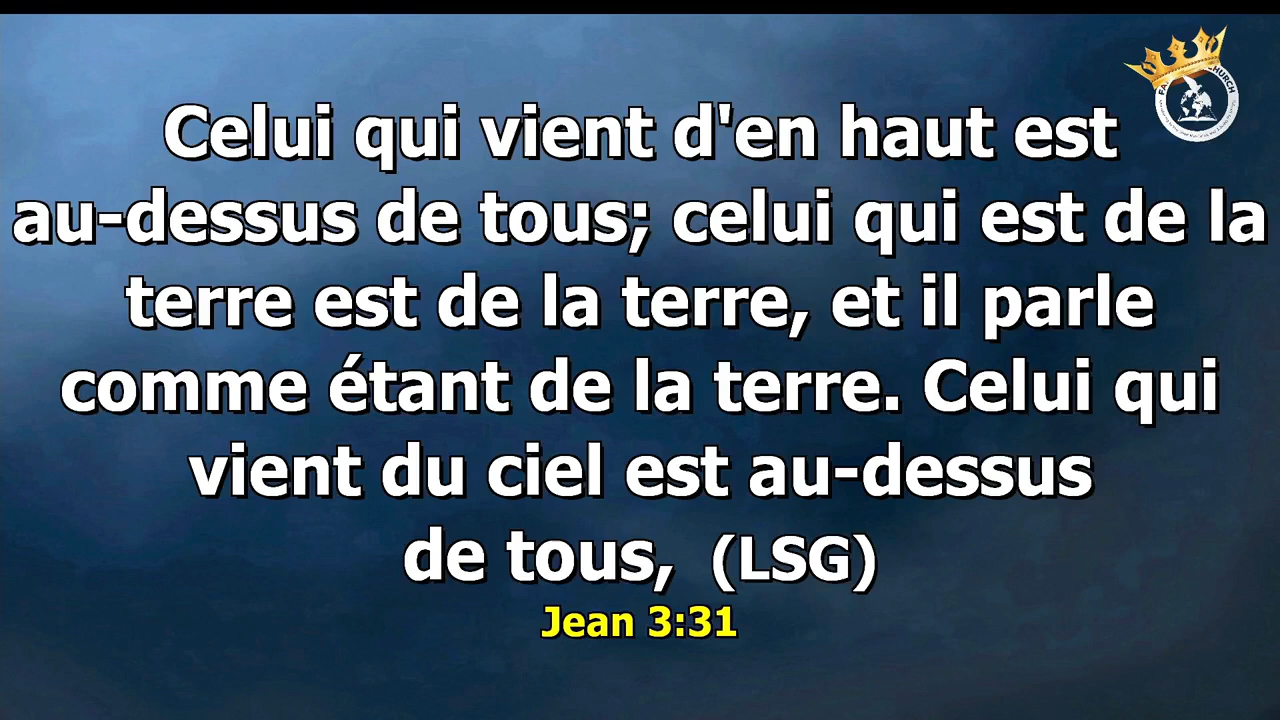 Celui qui vient d'en haut est
au-dessus de tous; celui qui est de la
terre est de la terre, et il parle
comme étant de la terre. Celui qui
vient du ciel est au-dessus
de tous, (LSG)
Jean 3:31